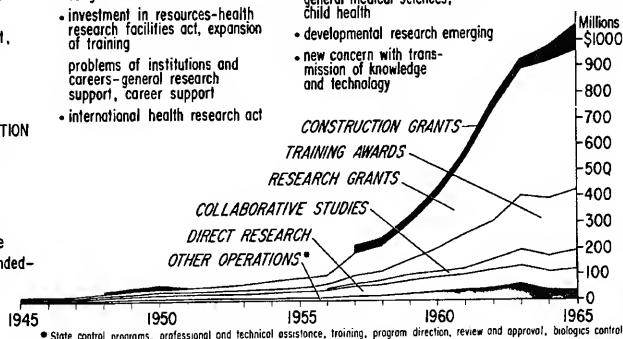 t,
TION
e
nded–
• investment in resources–health
research facilities act, expansion
of training
problems of institutions and
careers–general research
support, career support
• international health research act
general medical sciences,
child health
• developmental research emerging
• new concern with trans-
mission of knowledge
and technology
Millions
$1000
900
800
700
600
500
400
300
200
100
0
CONSTRUCTION GRANTS
TRAINING AWARDS
RESEARCH GRANTS
COLLABORATIVE STUDIES
DIRECT RESEARCH
OTHER OPERATIONS*
1945 1950 1955 1960 1965
* State control programs, professional and technical assistance, training, program direction, review and approval, biologics control